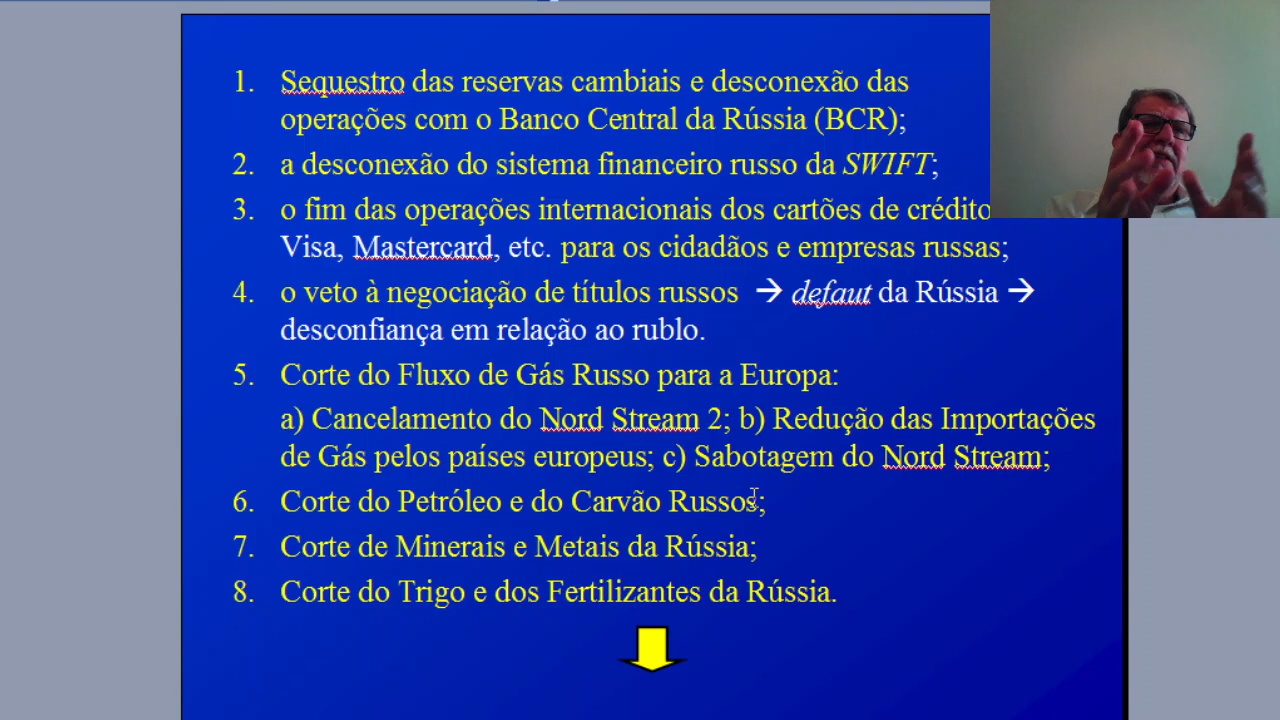 1. Sequestro das reservas cambiais e desconexão das
operações com o Banco Central da Rússia (BCR);
2. a desconexão do sistema financeiro russo da SWIFT;
3. o fim das operações internacionais dos cartões de crédito
Visa, Mastercard, etc. para os cidadãos e empresas russas;
4. o veto à negociação de títulos russos → defaut da Rússia →
desconfiança em relação ao rublo.
5. Corte do Fluxo de Gás Russo para a Europa:
a) Cancelamento do Nord Stream 2; b) Redução das Importações
de Gás pelos países europeus; c) Sabotagem do Nord Stream;
6. Corte do Petróleo e do Carvão Russos;
7. Corte de Minerais e Metais da Rússia;
8. Corte do Trigo e dos Fertilizantes da Rússia.